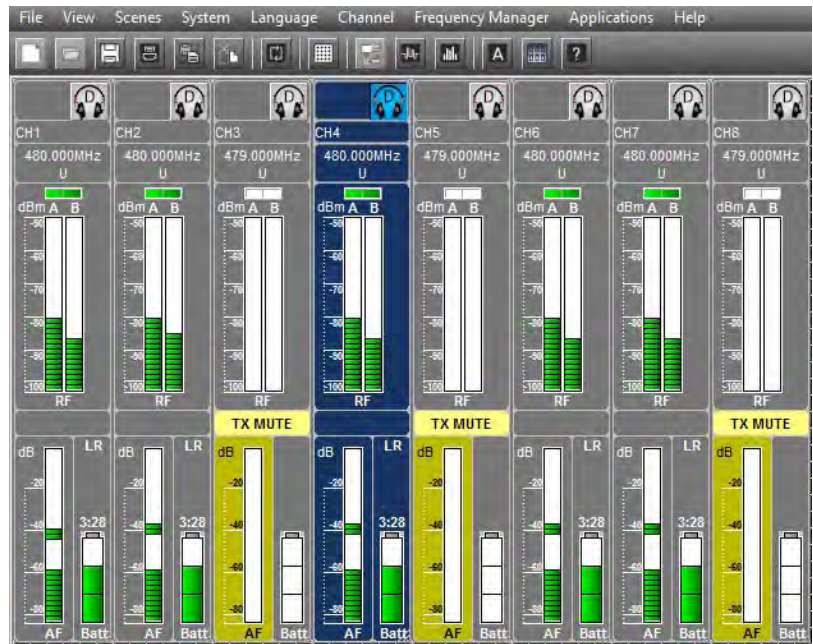 File View Scenes System Language Channel Frequency Manager Applications Help
A ?
D D D D D D D D
CH1 CH2 CH3 CH4 CH5 CH6 CH7 CH8
480.000MHz 480.000MHz 479.000MHz 480.000MHz 479.000MHz 480.000MHz 480.000MHz 479.000MHz
U U U U U U U U
dBm A B dBm A B dBm A B dBm A B dBm A B dBm A B dBm A B dBm A B
-50 -50 -50 -50 -50 -50 -50 -50
-60 -60 -60 -60 -60 -60 -60 -60
-70 -70 -70 -70 -70 -70 -70 -70
-80 -80 -80 -80 -80 -80 -80 -80
-90 -90 -90 -90 -90 -90 -90 -90
-100 -100 -100 -100 -100 -100 -100 -100
RF RF RF RF RF RF RF RF
TX MUTE TX MUTE TX MUTE
dB LR dB LR dB dB LR dB dB LR dB LR dB
-20 -20 -20 -20 -20 -20 -20 -20
-40 3:28 -40 3:28 -40 -40 3:28 -40 -40 3:28 -40 3:28 -40
-60 -60 -60 -60 -60 -60 -60 -60
-80 -80 -80 -80 -80 -80 -80 -80
AF Batt AF Batt AF Batt AF Batt AF Batt AF Batt AF Batt AF Batt